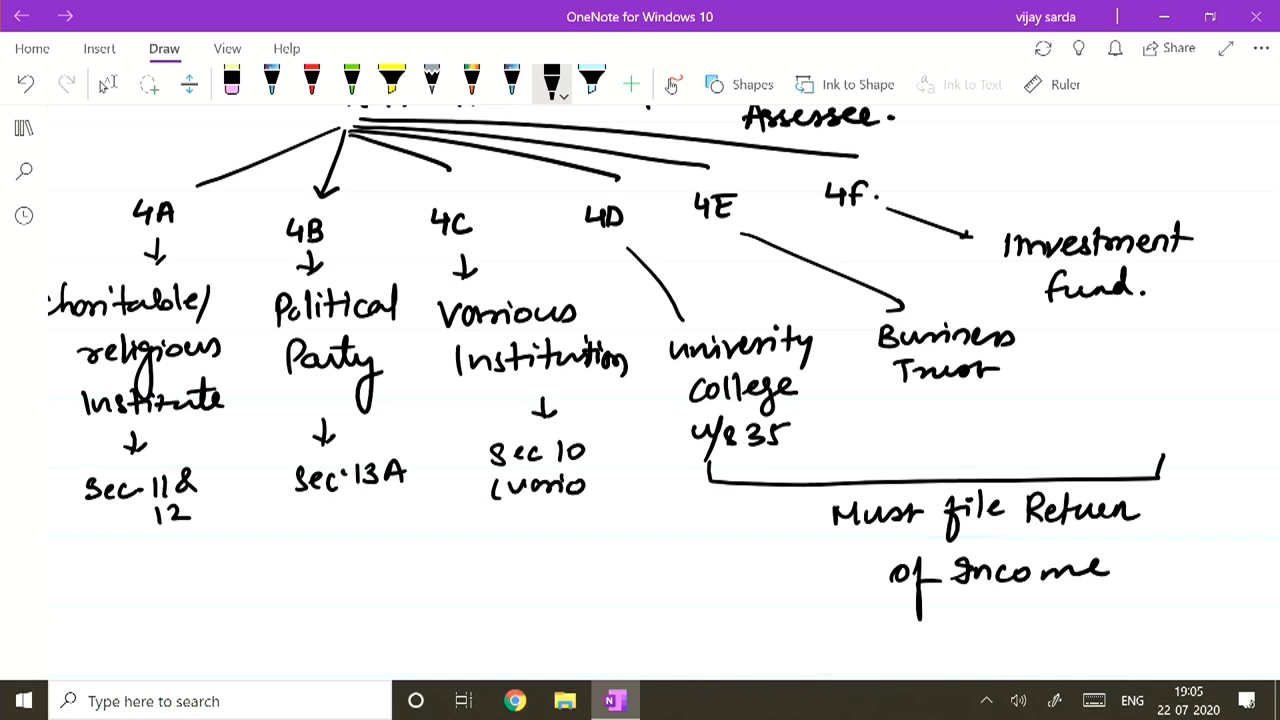 OneNote for Windows 10
vijay sarda
Home Insert Draw View Help
Share
Shapes
Ink to Shape
Ink to Text
Ruler
Assessee.
4A
4B
4C
4D
4E
4F.
haritable/
religious
Institute
Sec. 11 &
12
Political
Party
Sec. 13A
Various
Institution
Sec 10
(vario
univerity
college
u/s 35
Business
Trust
Investment
fund.
Must file Return
of Income
Type here to search
ENG
19:05
22-07-2020